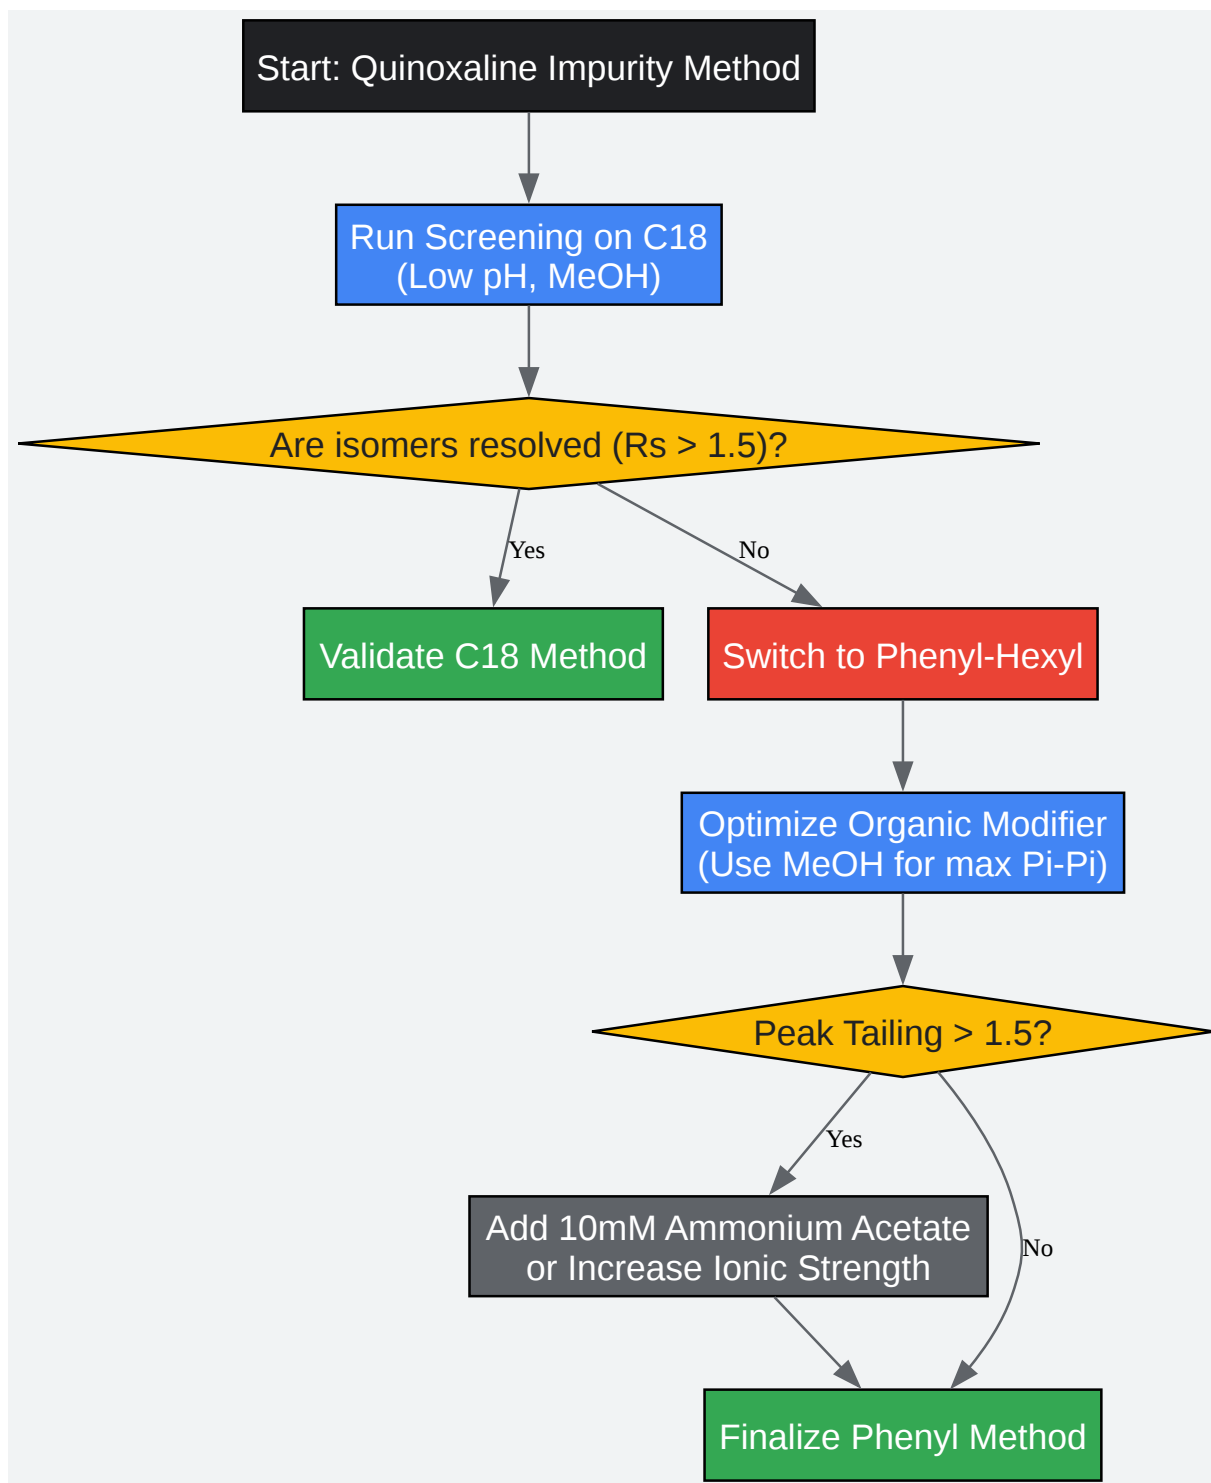 Start: Quinoxaline Impurity Method
Run Screening on C18
(Low pH, MeOH)
Are isomers resolved (Rs > 1.5)?
Yes
No
Validate C18 Method
Switch to Phenyl-Hexyl
Optimize Organic Modifier
(Use MeOH for max Pi-Pi)
Peak Tailing > 1.5?
Yes
Add 10mM Ammonium Acetate
or Increase Ionic Strength
No
Finalize Phenyl Method